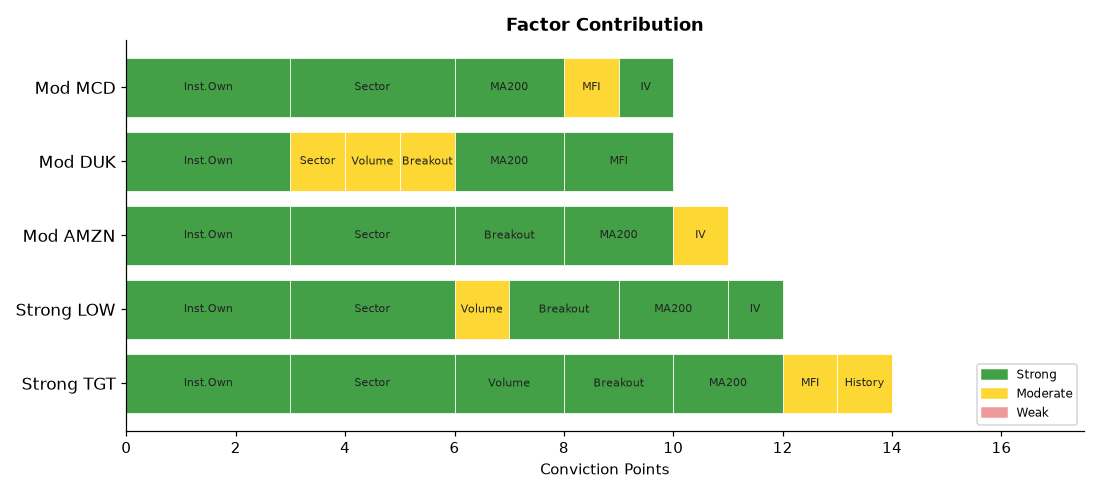 Factor Contribution
Mod MCD Inst.Own Sector MA200 MFI IV
Mod DUK Inst.Own Sector Volume Breakout MA200 MFI
Mod AMZN Inst.Own Sector Breakout MA200 IV
Strong LOW Inst.Own Sector Volume Breakout MA200 IV
Strong TGT Inst.Own Sector Volume Breakout MA200 MFI History
Strong
Moderate
Weak
0 2 4 6 8 10 12 14 16
Conviction Points